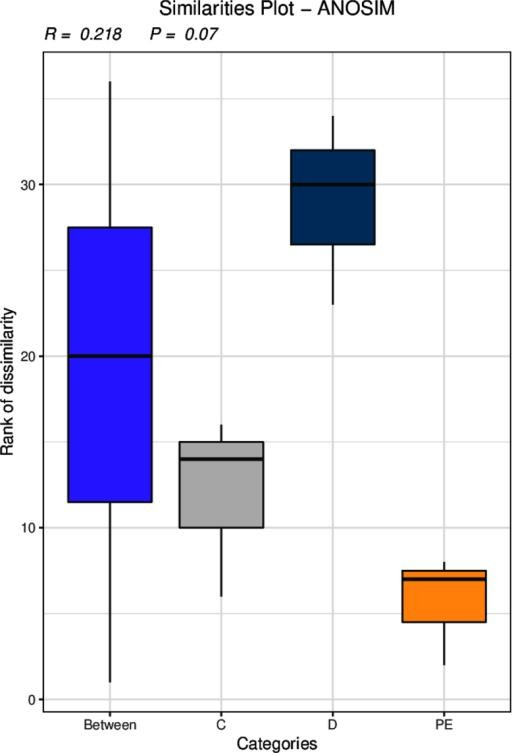 Similarities Plot – ANOSIM
R = 0.218 P = 0.07
Rank of dissimilarity
30
20
10
0
Between C D PE
Categories